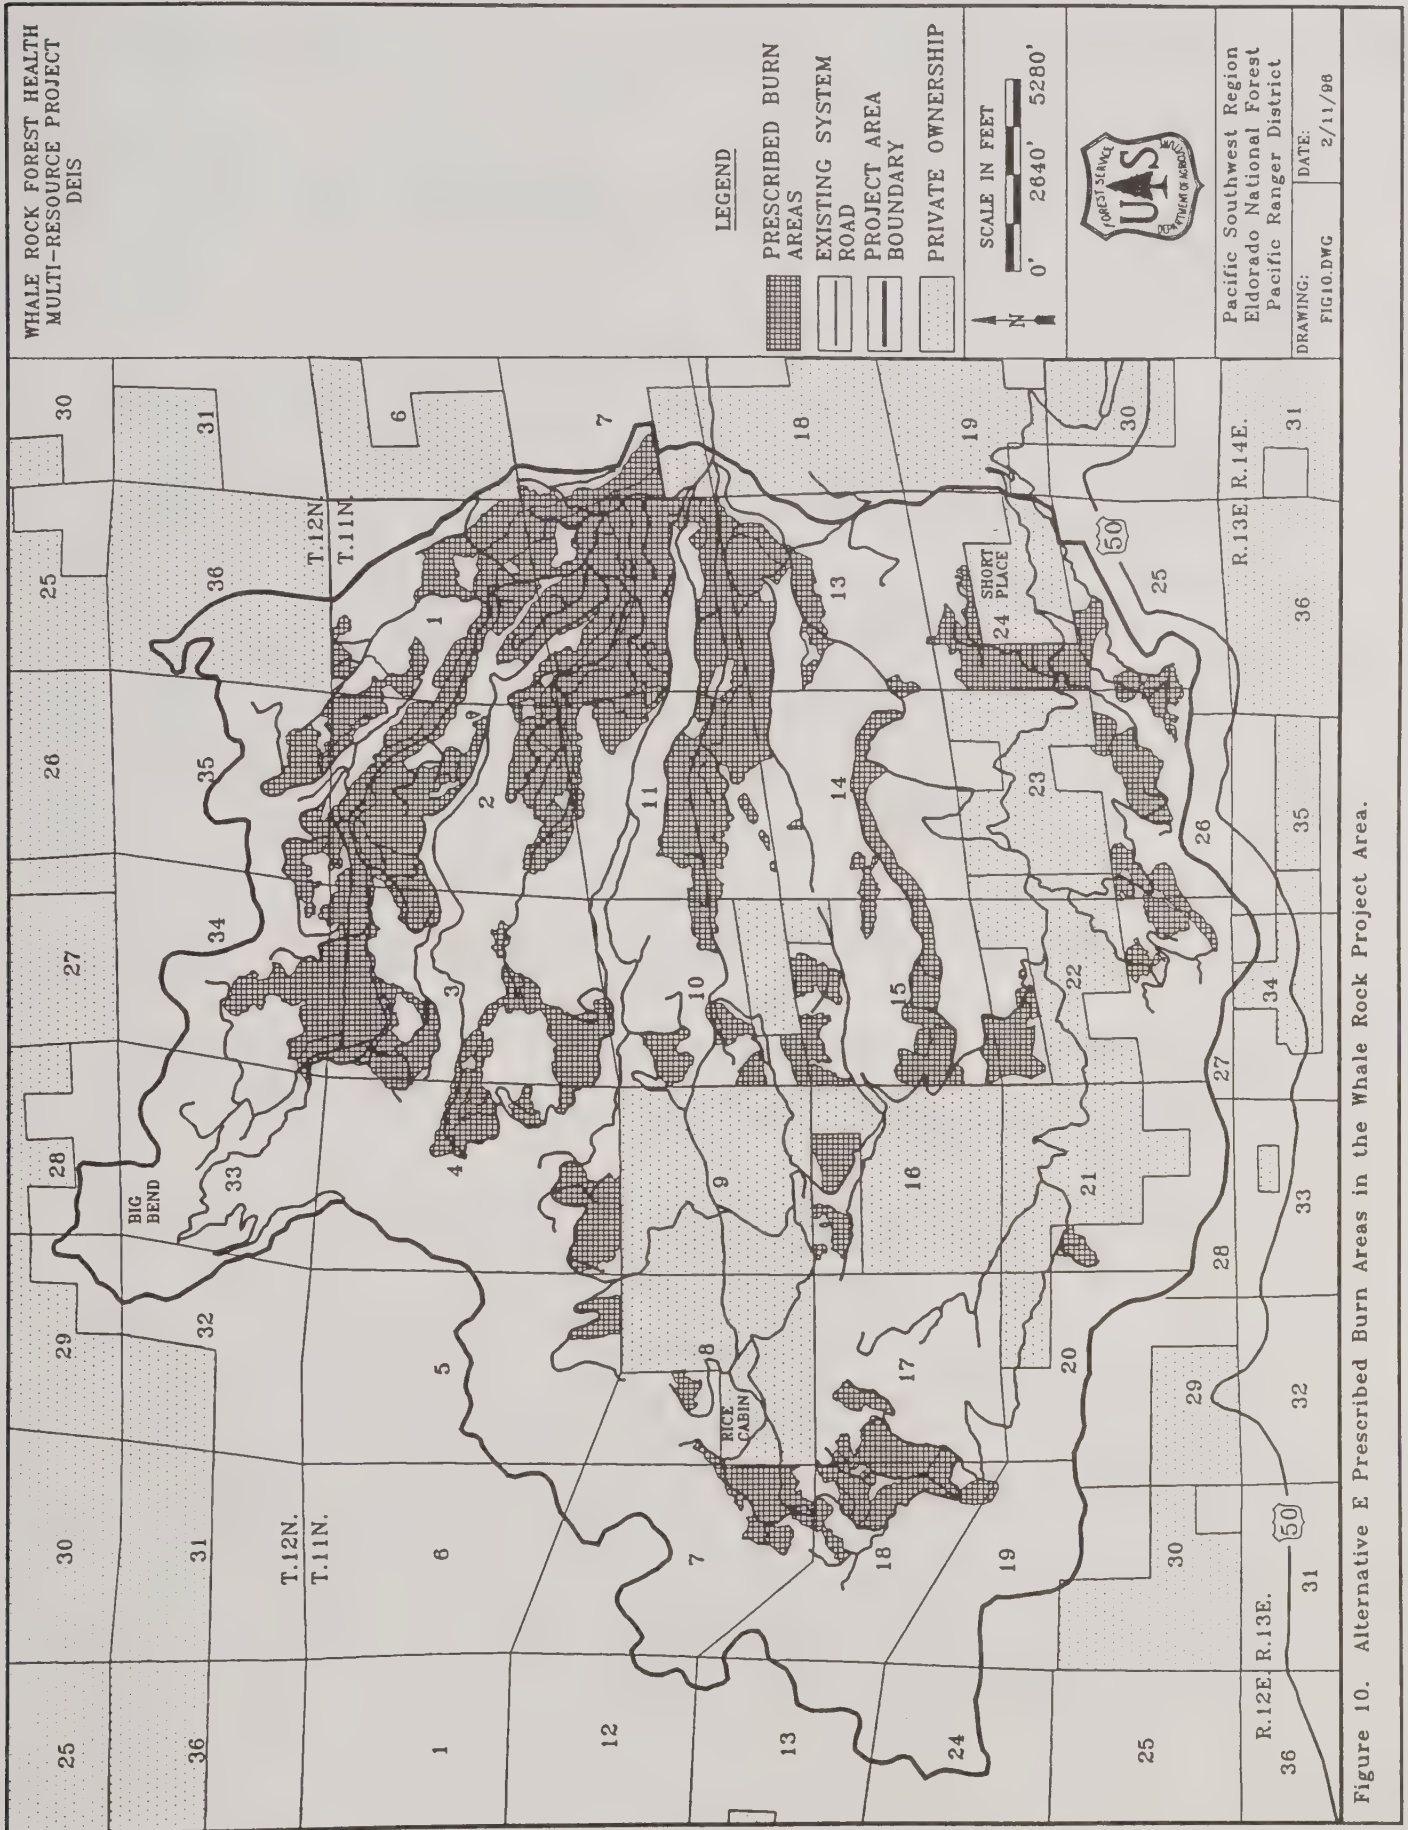 WHALE ROCK FOREST HEALTH
MULTI-RESOURCE PROJECT
DEIS
LEGEND
PRESCRIBED BURN
AREAS
EXISTING SYSTEM
ROAD
PROJECT AREA
BOUNDARY
PRIVATE OWNERSHIP
SCALE IN FEET
0' 2640' 5280'
N
FOREST SERVICE
UAS
DEPARTMENT OF AGRICULTURE
Pacific Southwest Region
Eldorado National Forest
Pacific Ranger District
DRAWING:
FIG10.DWG
DATE:
2/11/98
25 30 29 28 27 26 25 30
36 31 32 33 34 35 36 31
BIG
BEND
T.12N.
T.11N.
T.12N.
T.11N.
1 6 5 4 3 2 1 6
12 7 8 9 10 11 7
RICE
CABIN
13 18 17 16 15 14 13 18
24 19 20 21 22 23 24 19
SHORT
PLACE
25 30 29 28 27 26 25 30
50
R.12E. R.13E.
R.13E. R.14E.
36 31 32 33 34 35 36 31
50
Figure 10. Alternative E Prescribed Burn Areas in the Whale Rock Project Area.